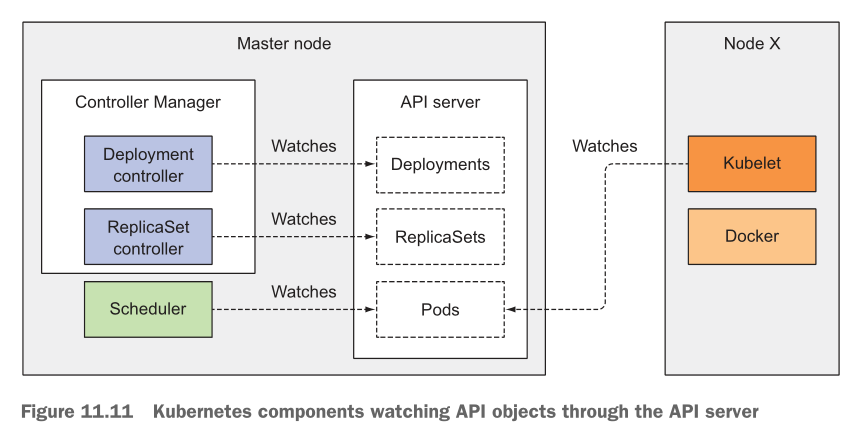 Master node
Node X
Controller Manager
API server
Deployment
controller
Watches
Deployments
Watches
Kubelet
ReplicaSet
controller
Watches
ReplicaSets
Docker
Scheduler
Watches
Pods
Figure 11.11 Kubernetes components watching API objects through the API server